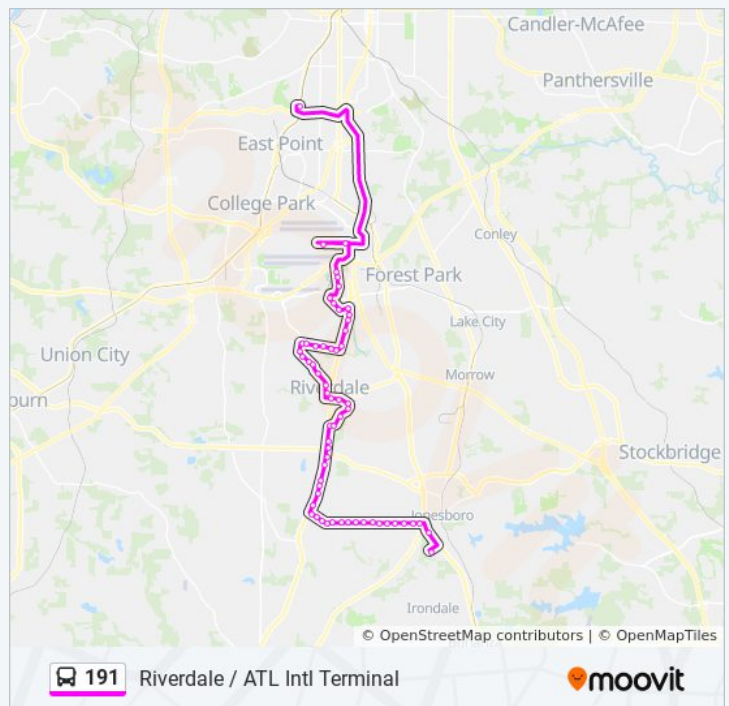 Candler-McAfee
Panthersville
East Point
College Park
Conley
Forest Park
Lake City
Union City
Morrow
Riverdale
burn
Stockbridge
Jonesboro
Irondale
© OpenStreetMap contributors | © OpenMapTiles
191 Riverdale / ATL Intl Terminal
moovit